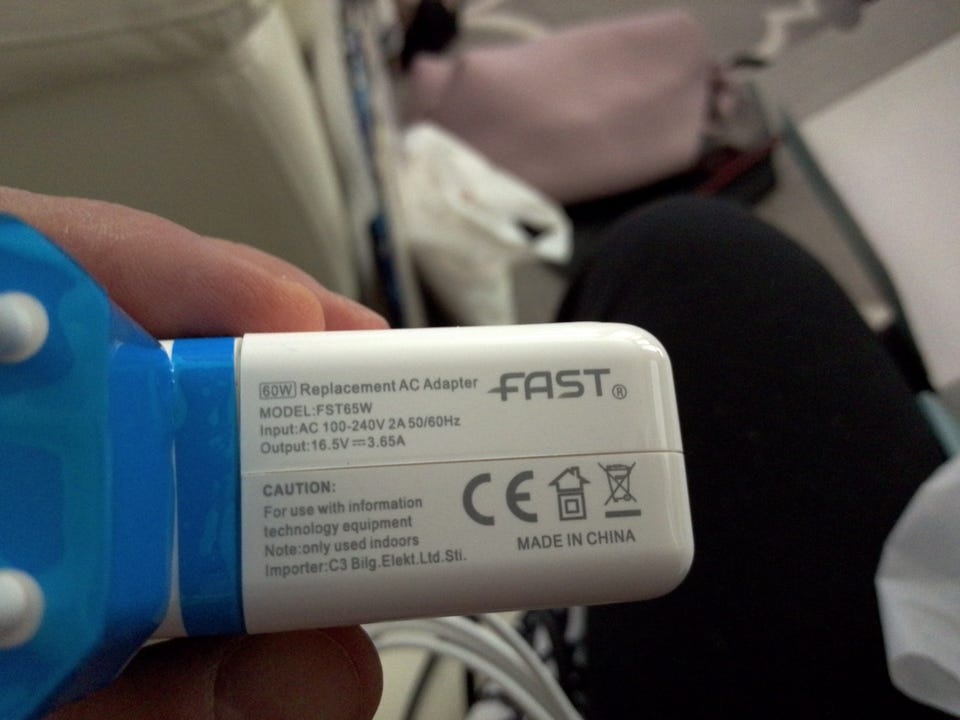 60W Replacement AC Adapter
FAST®
MODEL:FST65W
Input:AC 100-240V 2A 50/60Hz
Output:16.5V⎓3.65A
CAUTION:
For use with information
technology equipment
Note:only used indoors
Importer:C3 Bilg.Elekt.Ltd.Sti.
CE
MADE IN CHINA